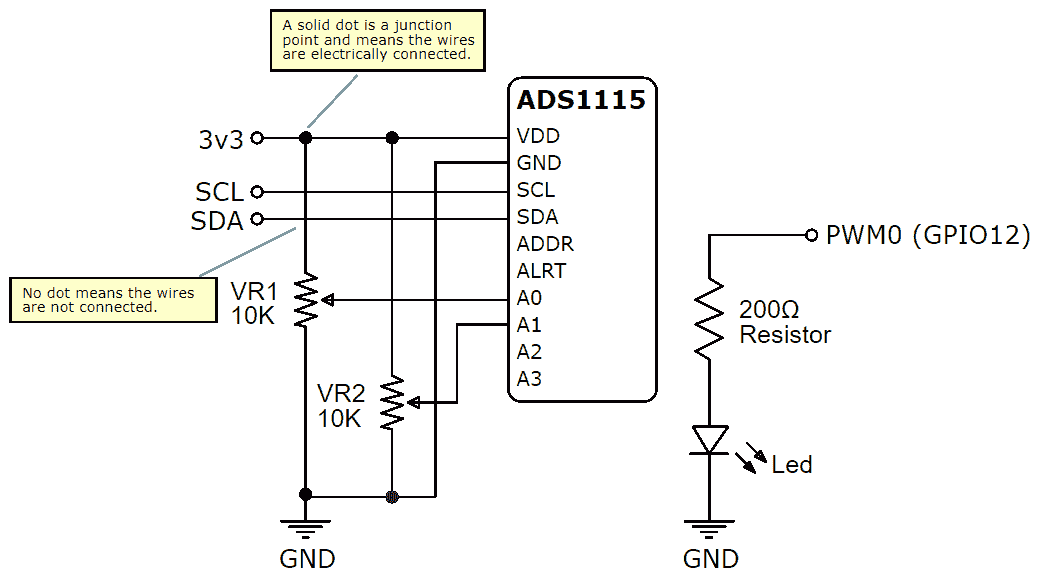 A solid dot is a junction
point and means the wires
are electrically connected.
ADS1115
3v3
VDD
GND
SCL
SCL
SDA
SDA
ADDR
ALRT
A0
A1
A2
A3
PWM0 (GPIO12)
No dot means the wires
are not connected.
VR1
10K
VR2
10K
200Ω
Resistor
Led
GND
GND